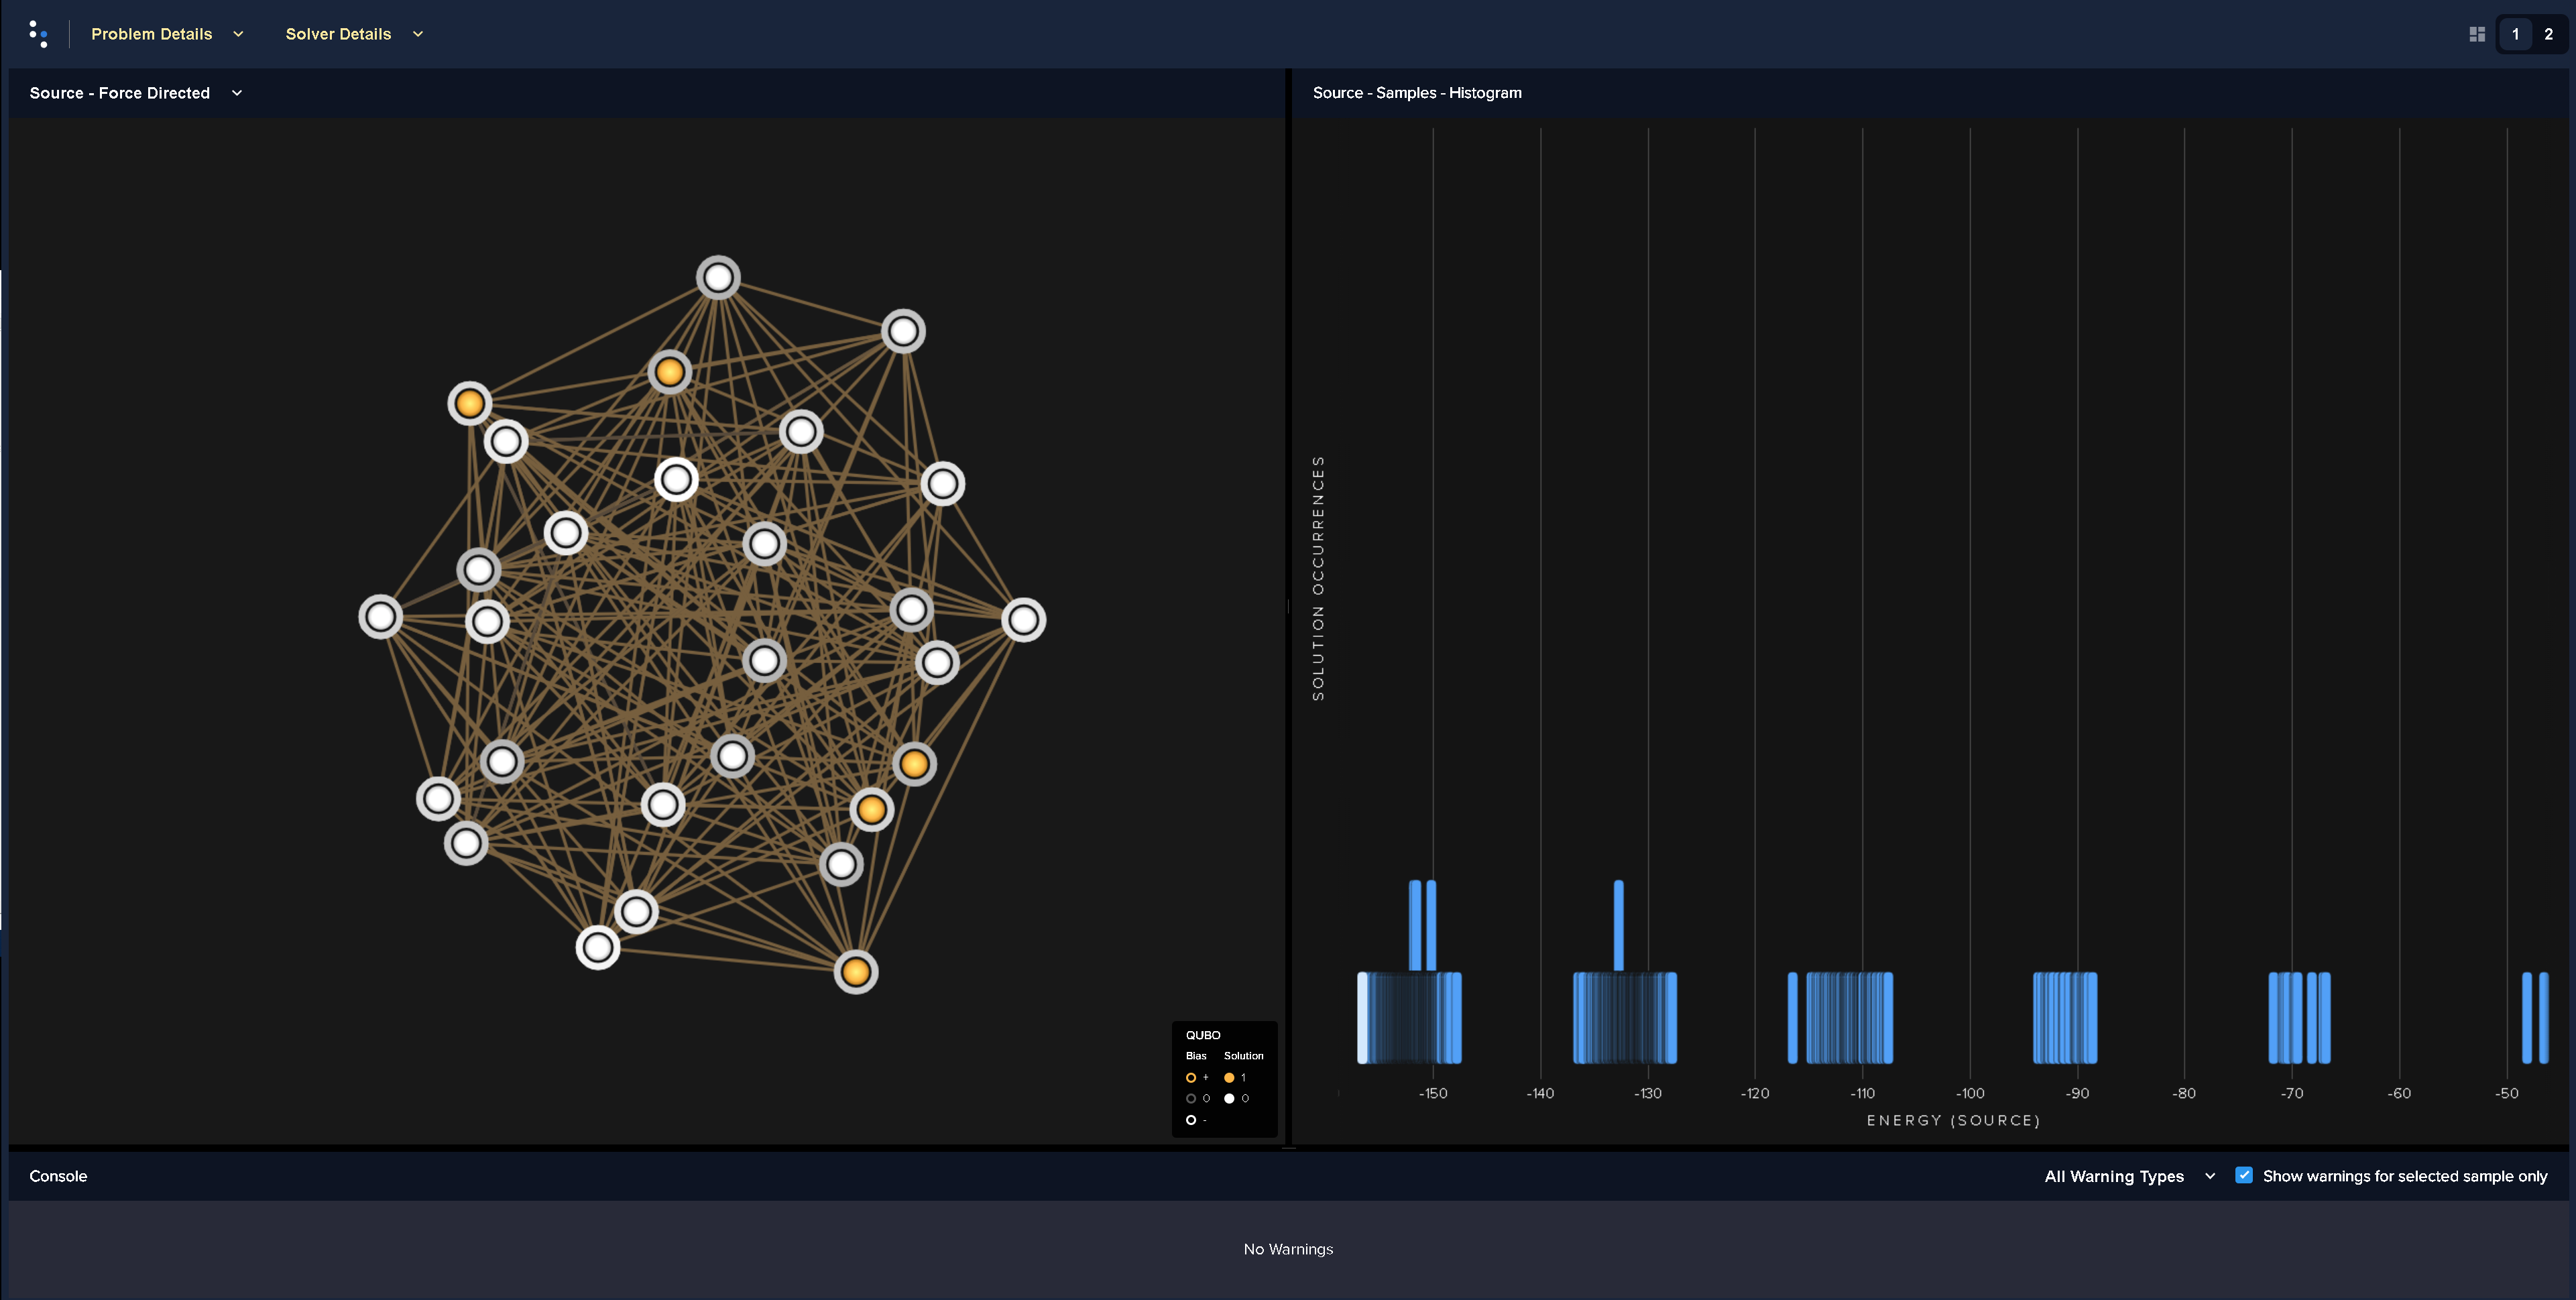 Problem Details
Solver Details
1 2
Source - Force Directed
Source - Samples - Histogram
SOLUTION OCCURRENCES
QUBO
Bias Solution
+ 1
0 0
-
-150 -140 -130 -120 -110 -100 -90 -80 -70 -60 -50
ENERGY (SOURCE)
Console
All Warning Types
Show warnings for selected sample only
No Warnings